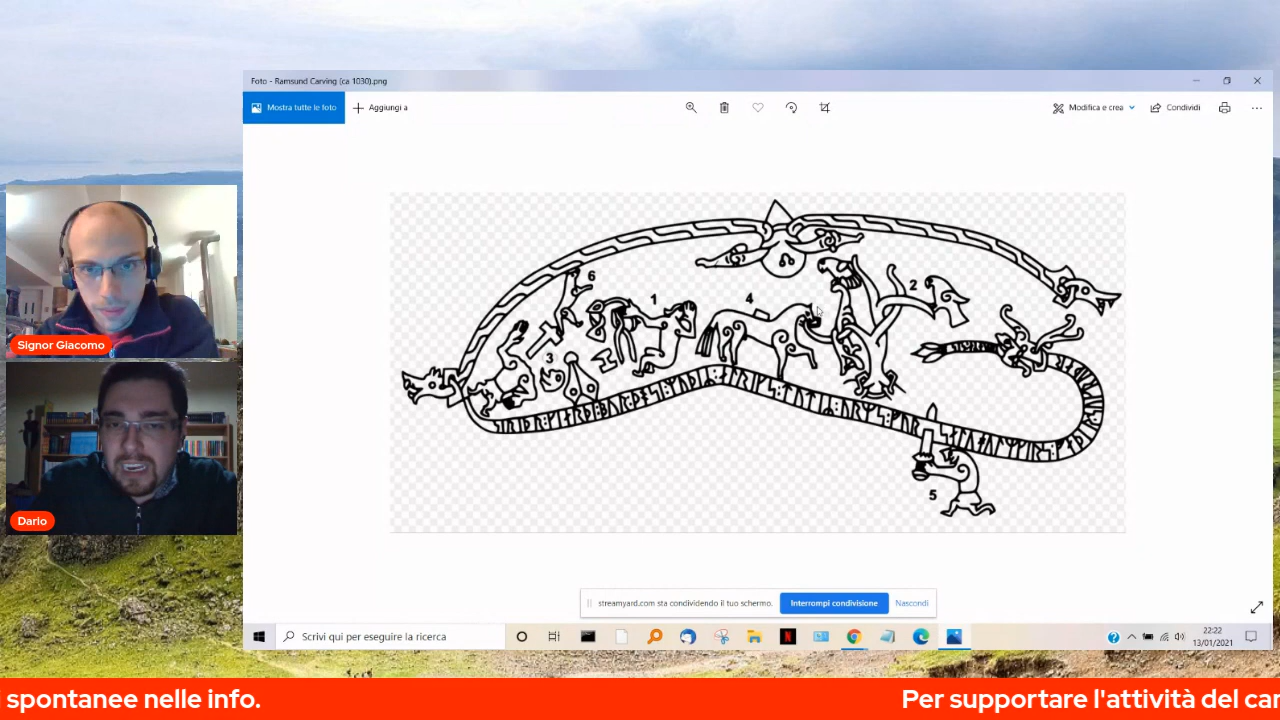 Foto - Ramsund Carving (ca 1030).png
Mostra tutte le foto
Aggiungi a
Modifica e crea
Condividi
6
1
4
2
3
5
Signor Giacomo
Dario
streamyard.com sta condividendo il tuo schermo.
Interrompi condivisione
Nascondi
Scrivi qui per eseguire la ricerca
22:22
13/01/2021
i spontanee nelle info.
Per supportare l'attività del can